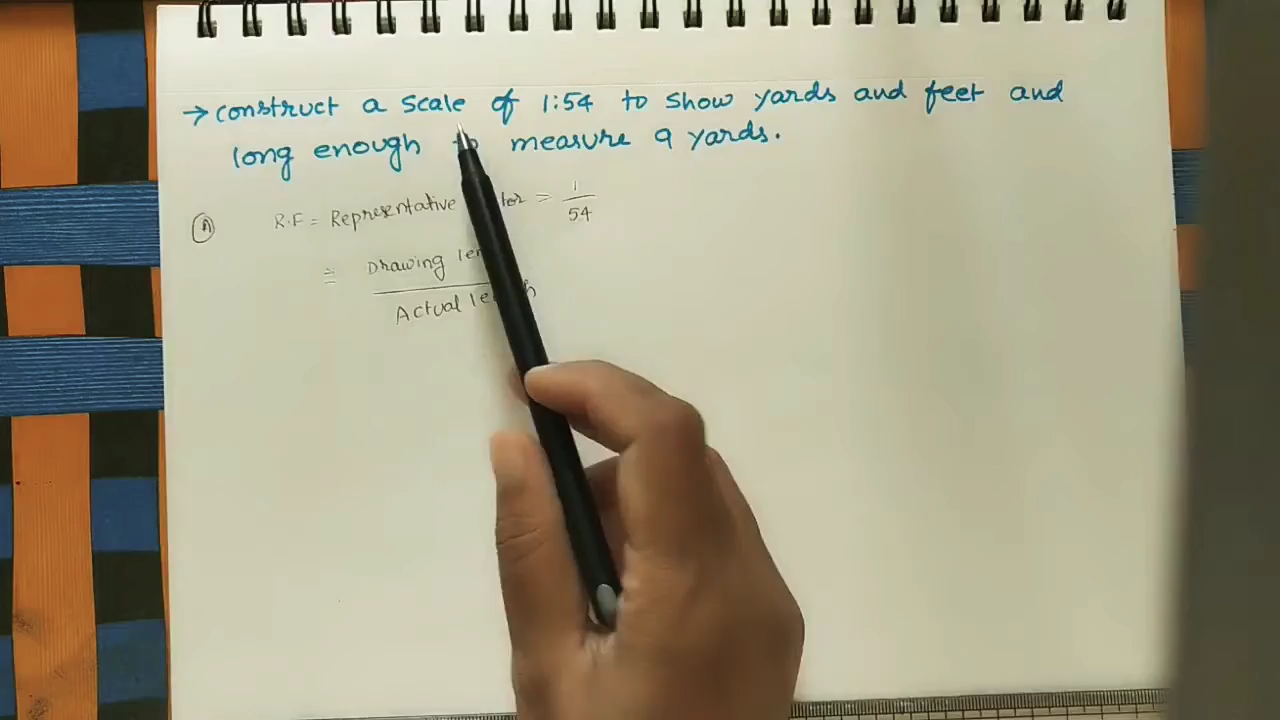 → construct a scale of 1:54 to show yards and feet and
long enough measure 9 yards.
(A) R.F = Representative = 1/54
= Drawing
Actual